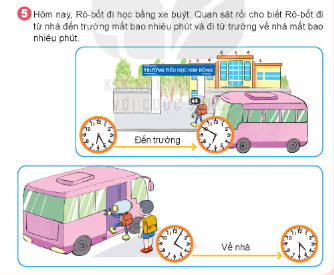 5 Hôm nay, Rô-bốt đi học bằng xe buýt. Quan sát rồi cho biết Rô-bốt đi
từ nhà đến trường mất bao nhiêu phút và đi từ trường về nhà mất bao
nhiêu phút.
TRƯỜNG TIỂU HỌC KIM ĐỒNG
Đến trường
Về nhà